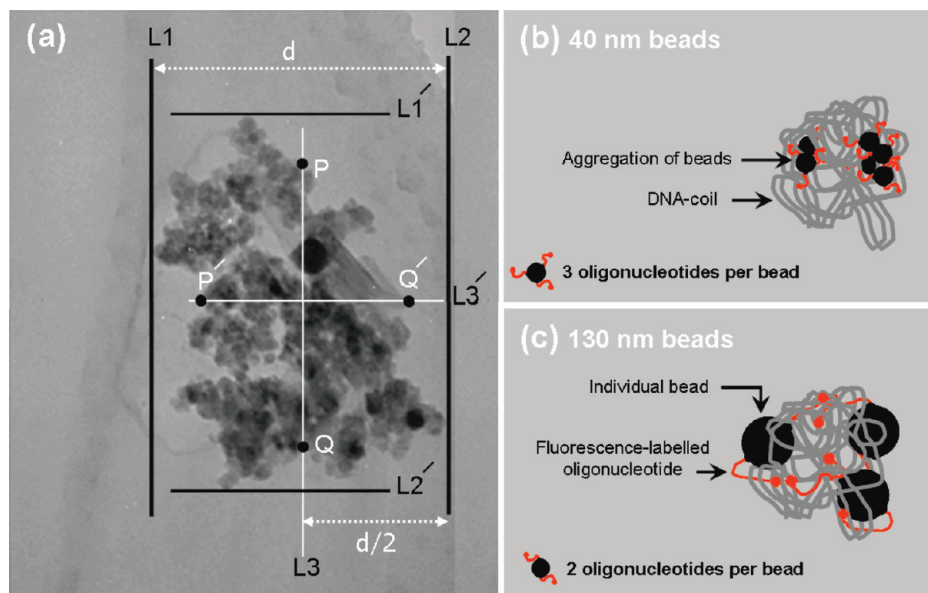 (a)
L1
L2
d
L1′
P
P′
Q′
L3′
Q
L2′
d/2
L3
(b) 40 nm beads
Aggregation of beads
DNA-coil
3 oligonucleotides per bead
(c) 130 nm beads
Individual bead
Fluorescence-labelled
oligonucleotide
2 oligonucleotides per bead